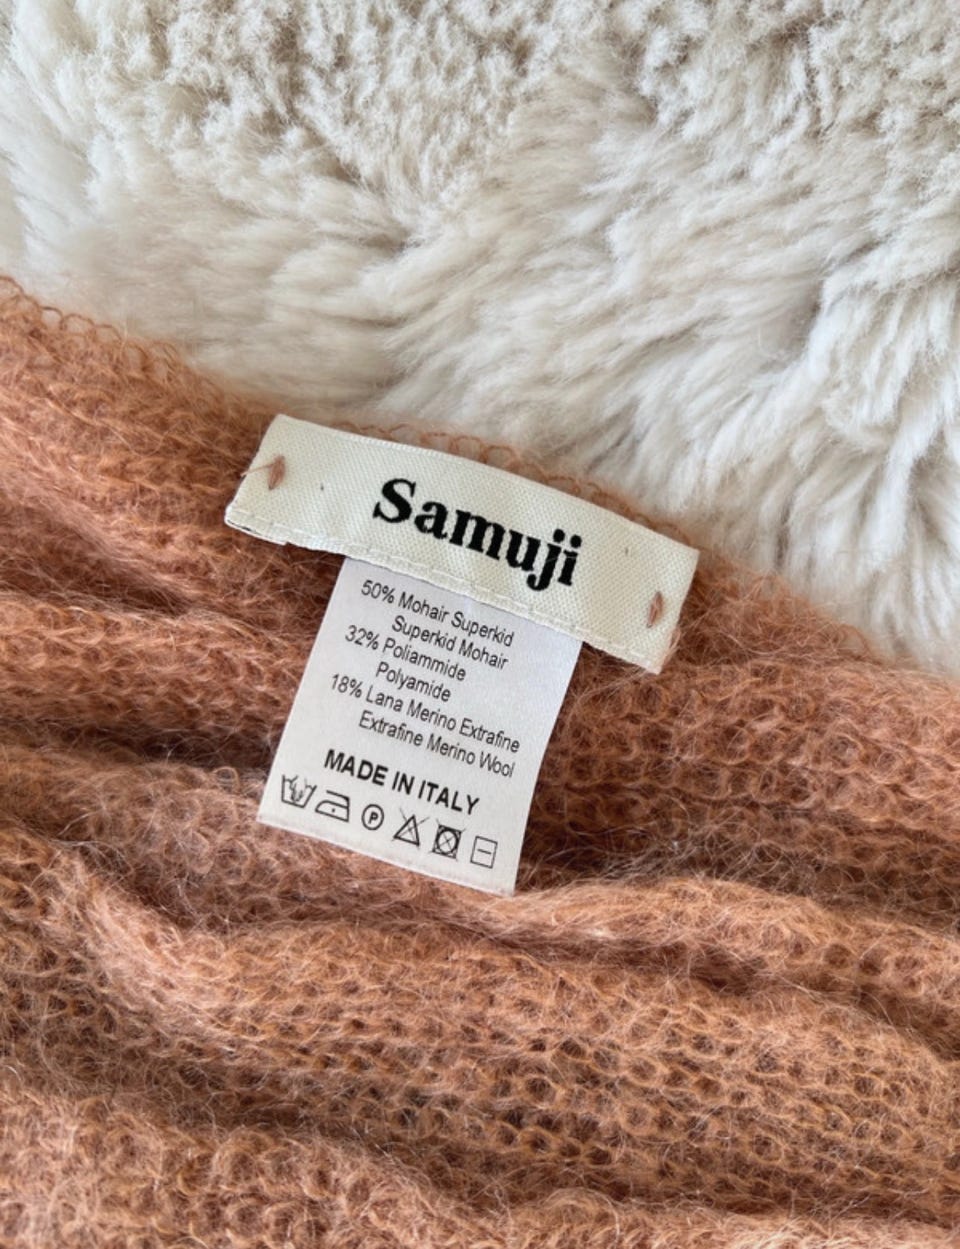 Samuji
50% Mohair Superkid
Superkid Mohair
32% Poliammide
Polyamide
18% Lana Merino Extrafine
Extrafine Merino Wool
MADE IN ITALY
P